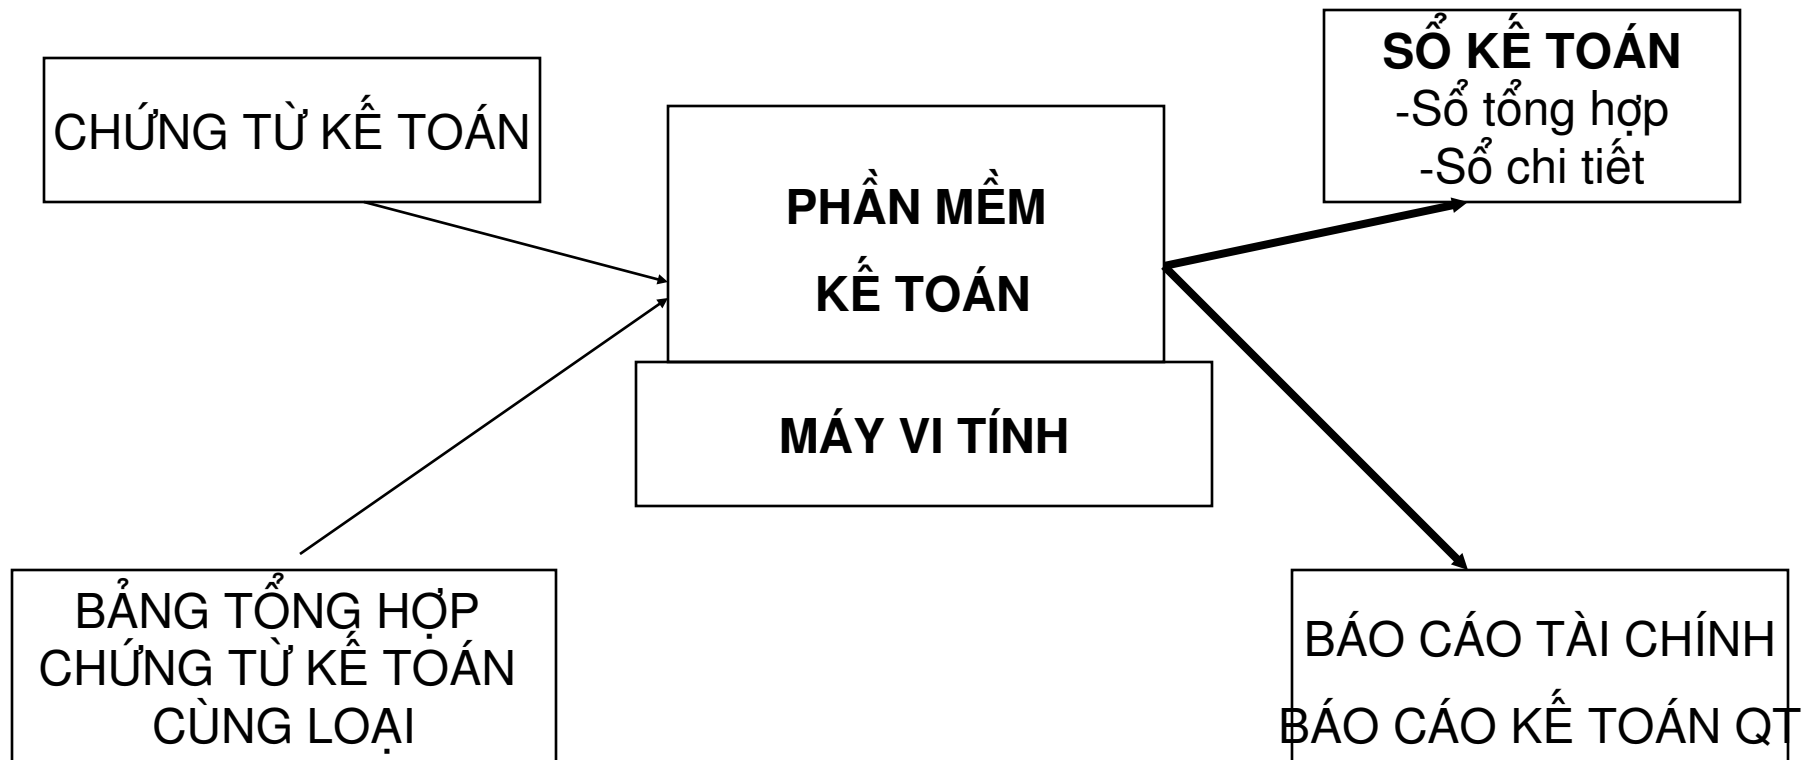 CHỨNG TỪ KẾ TOÁN
PHẦN MỀM
KẾ TOÁN
MÁY VI TÍNH
SỔ KẾ TOÁN
-Sổ tổng hợp
-Sổ chi tiết
BẢNG TỔNG HỢP
CHỨNG TỪ KẾ TOÁN
CÙNG LOẠI
BÁO CÁO TÀI CHÍNH
BÁO CÁO KẾ TOÁN QT